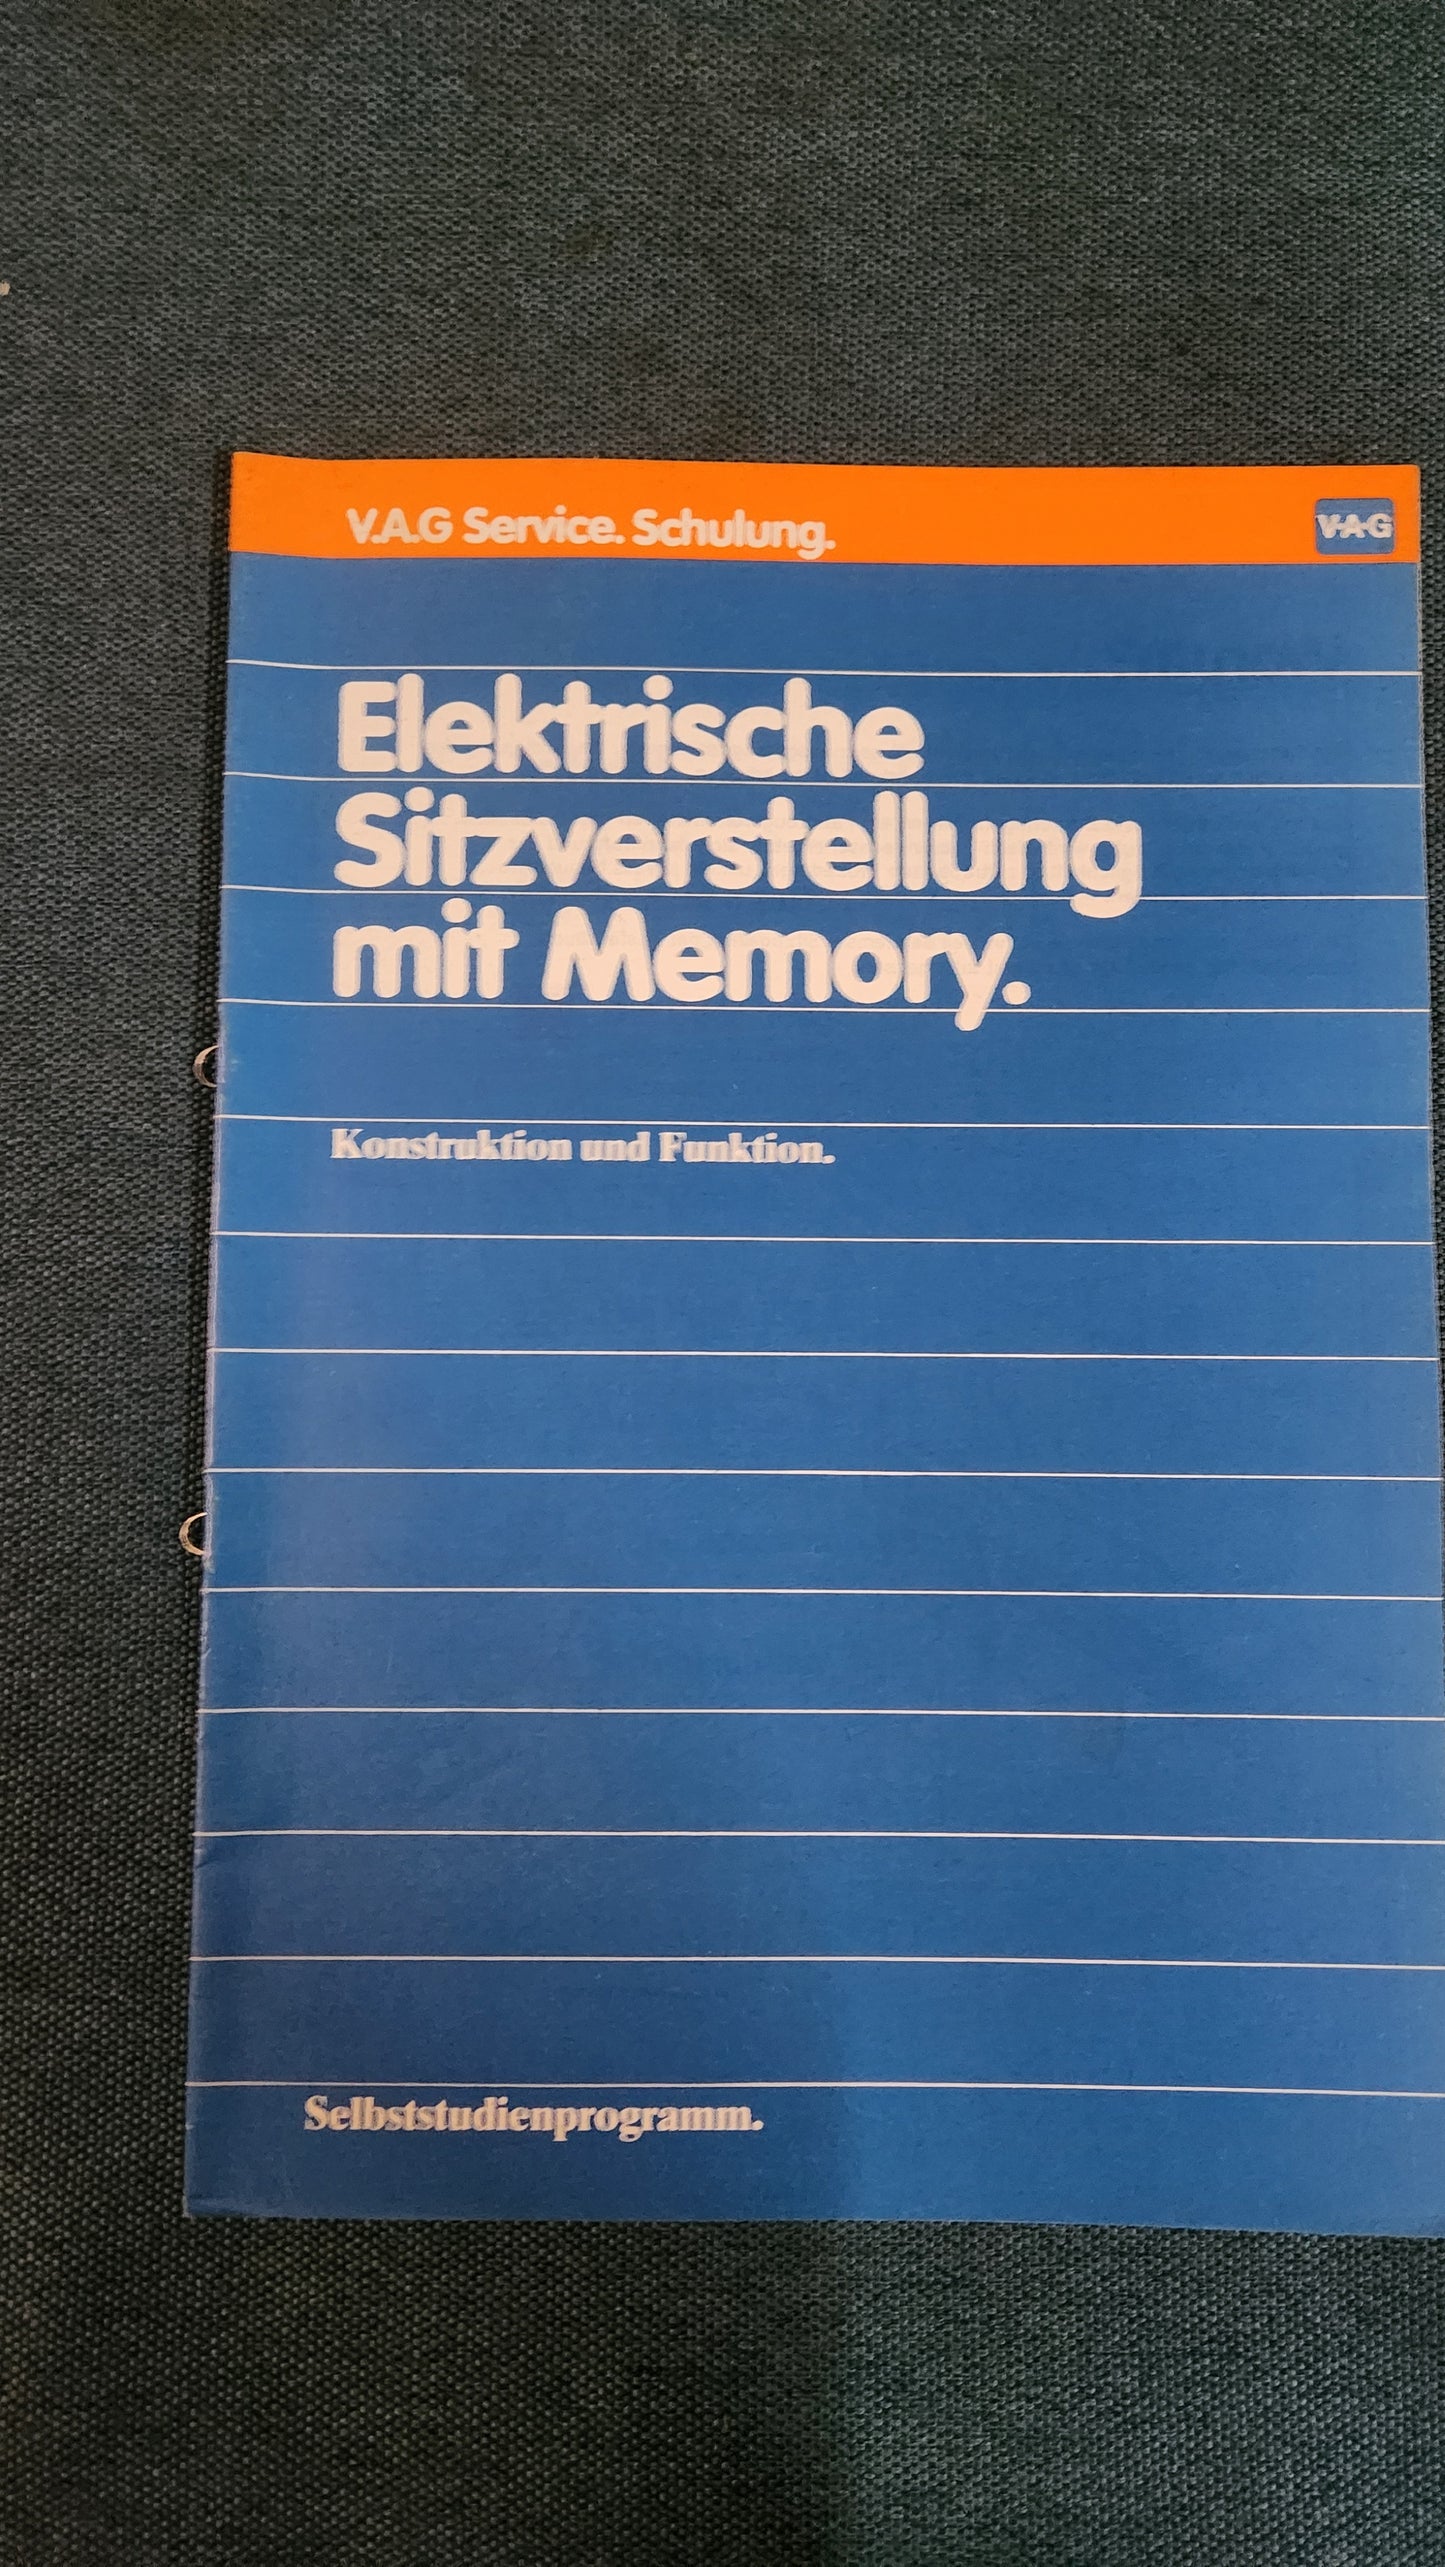 V.A.G Service. Schulung.
V·A·G
Elektrische
Sitzverstellung
mit Memory.
Konstruktion und Funktion.
Selbststudienprogramm.